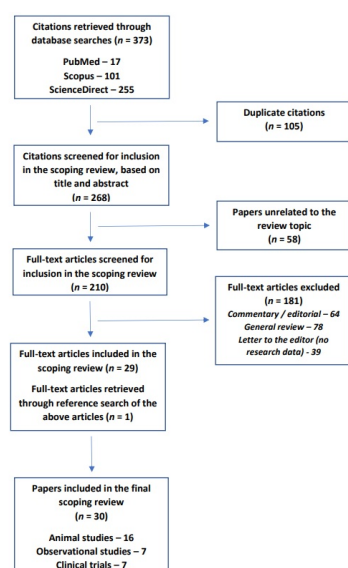 Citations retrieved through
database searches (n = 373)
PubMed – 17
Scopus – 101
ScienceDirect – 255
Duplicate citations
(n = 105)
Citations screened for inclusion
in the scoping review, based on
title and abstract
(n = 268)
Papers unrelated to the
review topic
(n = 58)
Full-text articles screened for
inclusion in the scoping review
(n = 210)
Full-text articles excluded
(n = 181)
Commentary / editorial – 64
General review – 78
Letter to the editor (no
research data) - 39
Full-text articles included in the
scoping review (n = 29)
Full-text articles retrieved
through reference search of the
above articles (n = 1)
Papers included in the final
scoping review
(n = 30)
Animal studies – 16
Observational studies – 7
Clinical trials – 7